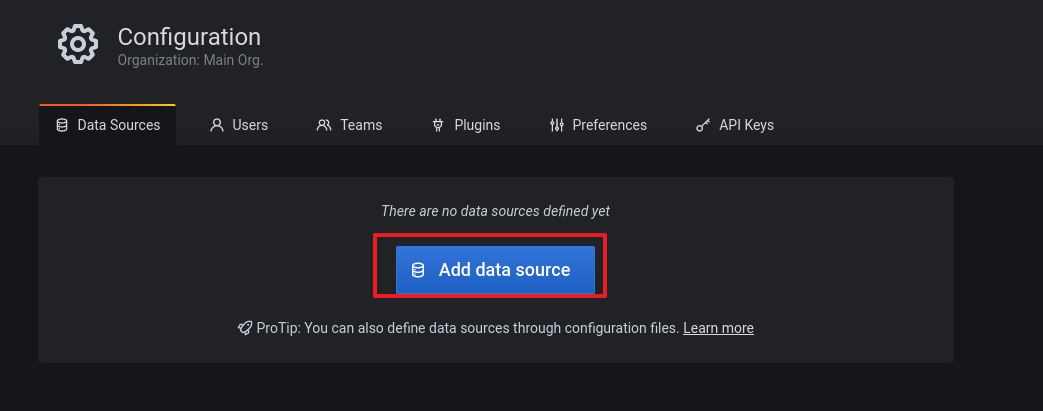 Configuration
Organization: Main Org.
Data Sources Users Teams Plugins Preferences API Keys
There are no data sources defined yet
Add data source
ProTip: You can also define data sources through configuration files. Learn more